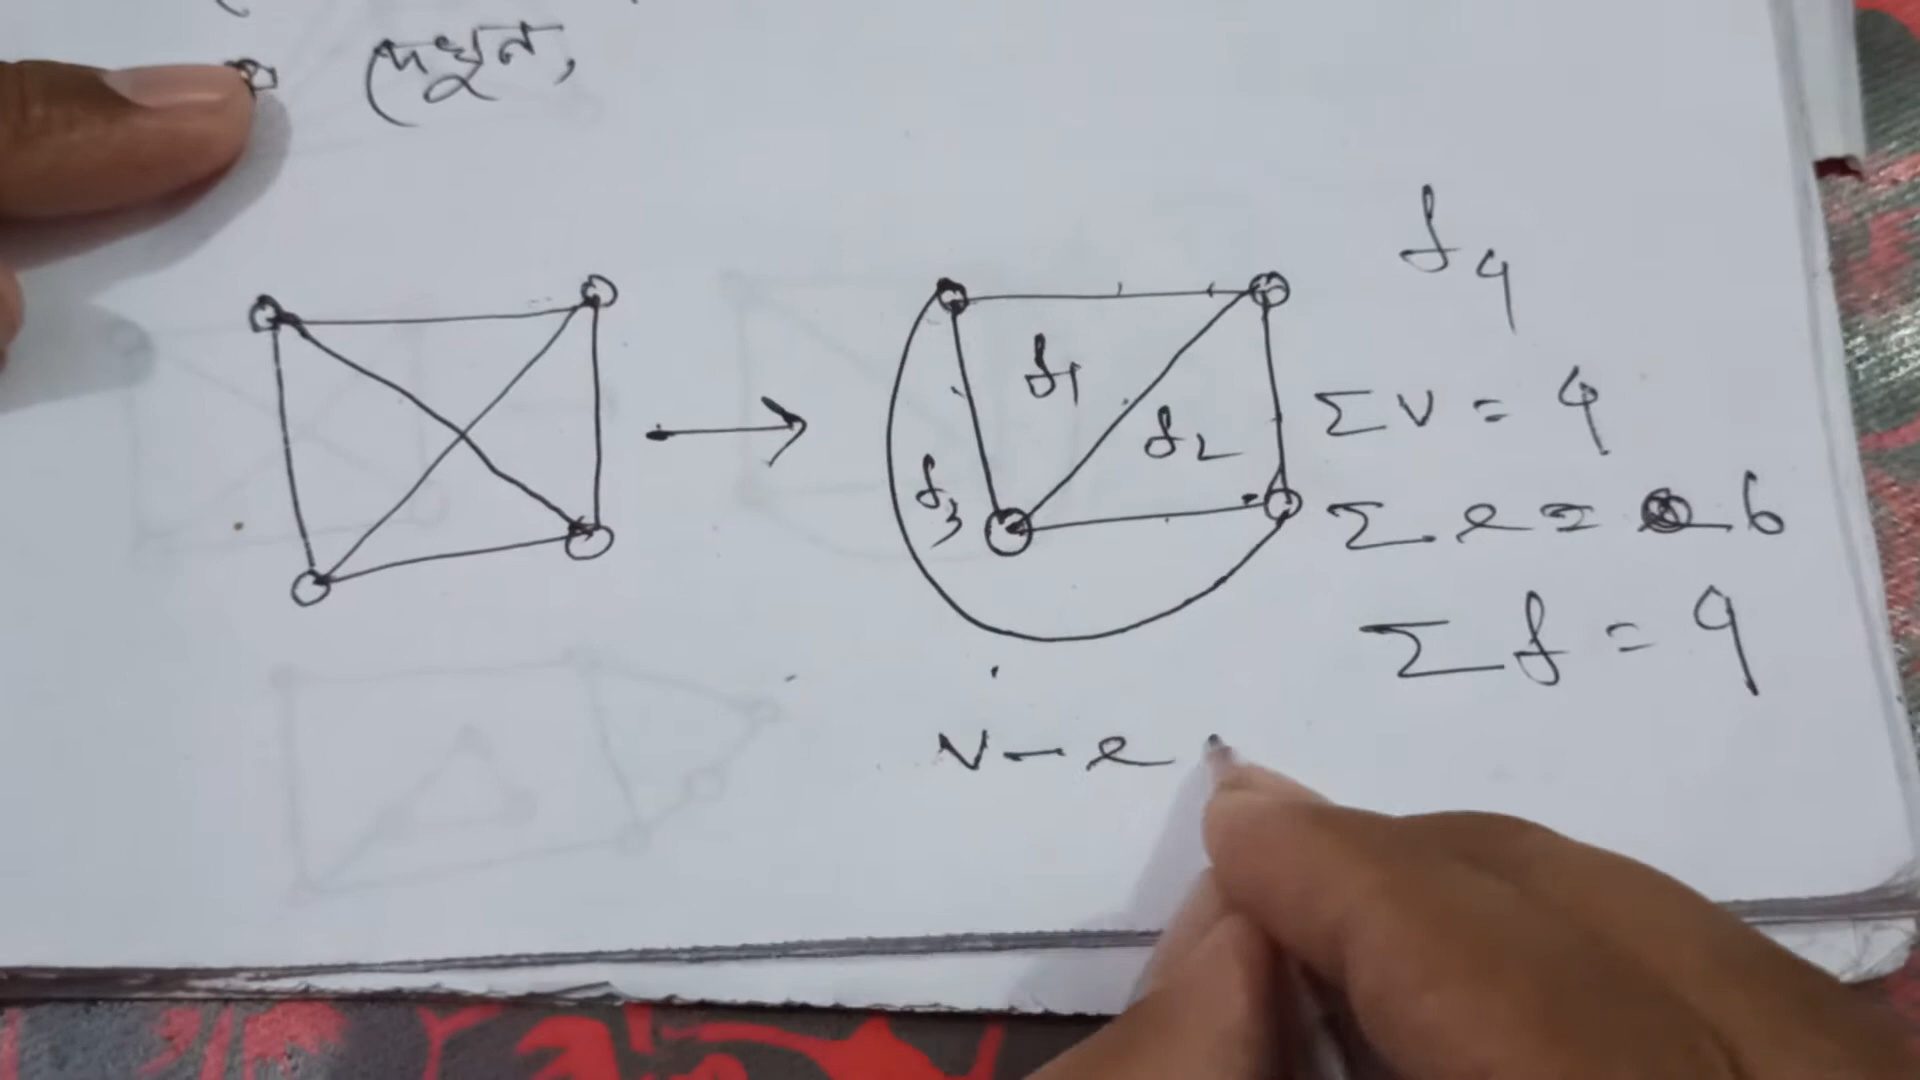 দেখুন,
f4
f1
Σv = 4
f2
f3
Σe = 6
Σf = 4
v - e